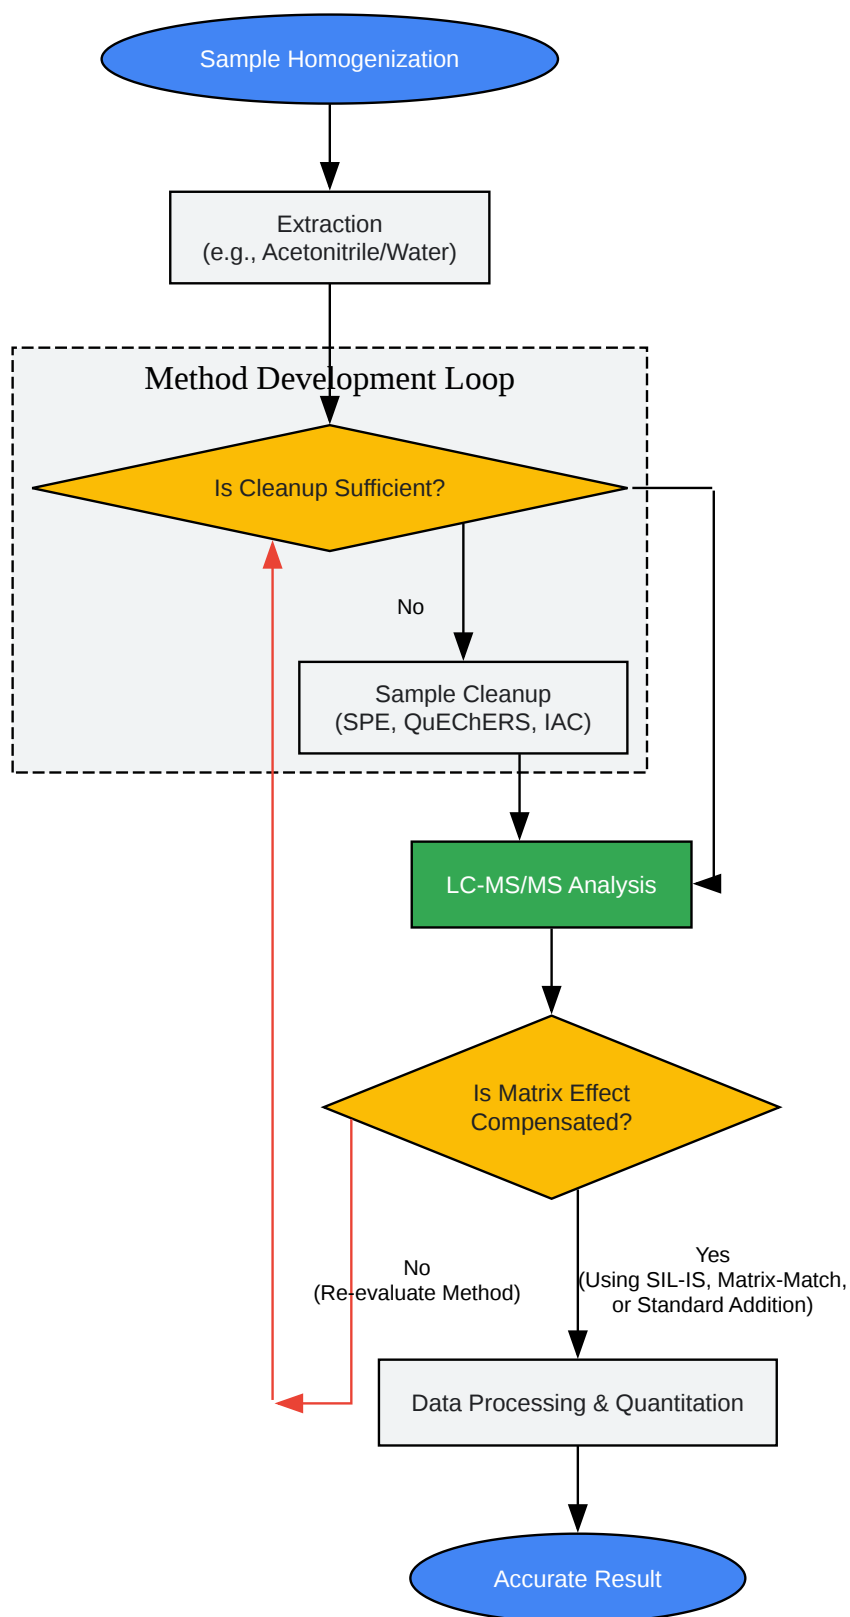 Sample Homogenization
Extraction
(e.g., Acetonitrile/Water)
Method Development Loop
Is Cleanup Sufficient?
No
Sample Cleanup
(SPE, QuEChERS, IAC)
LC-MS/MS Analysis
Is Matrix Effect
Compensated?
No
(Re-evaluate Method)
Yes
(Using SIL-IS, Matrix-Match,
or Standard Addition)
Data Processing & Quantitation
Accurate Result